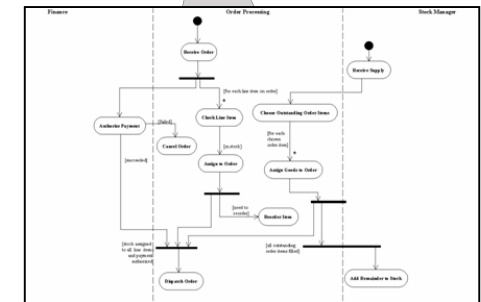 Finance
Order Processing
Stock Manager
Receive Order
Receive Supply
[for each line item on order]
*
Authorize Payment
[failed]
Check Line Item
Choose Outstanding Order Items
Cancel Order
[in stock]
[for each
chosen
order item]
*
[succeeded]
Assign to Order
Assign Goods to Order
[need to
reorder]
Reorder Item
[stock assigned
to all line items
and payment
authorized]
[all outstanding
order items filled]
Dispatch Order
Add Remainder to Stock